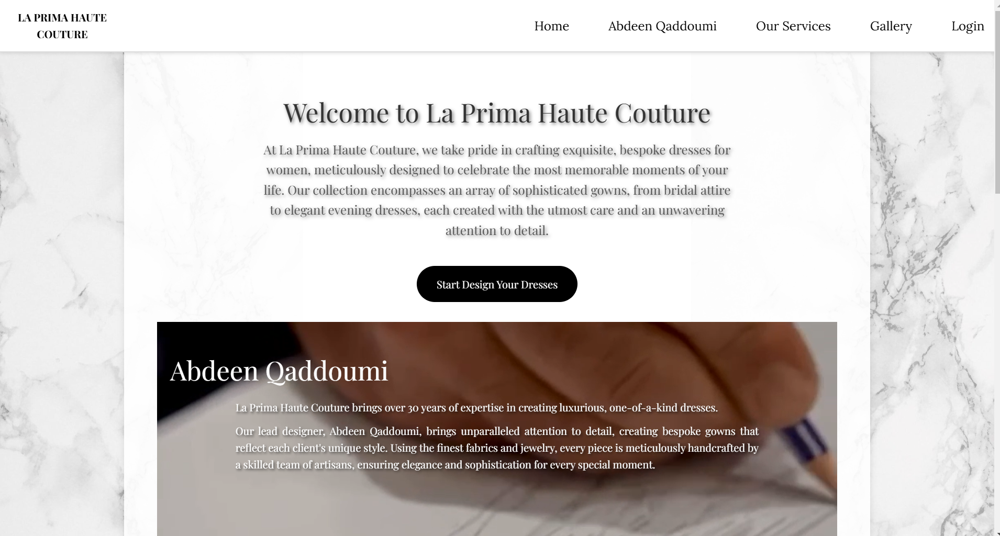 LA PRIMA HAUTE
COUTURE
Home
Abdeen Qaddoumi
Our Services
Gallery
Login
Welcome to La Prima Haute Couture
At La Prima Haute Couture, we take pride in crafting exquisite, bespoke dresses for
women, meticulously designed to celebrate the most memorable moments of your
life. Our collection encompasses an array of sophisticated gowns, from bridal attire
to elegant evening dresses, each created with the utmost care and an unwavering
attention to detail.
Start Design Your Dresses
Abdeen Qaddoumi
La Prima Haute Couture brings over 30 years of expertise in creating luxurious, one-of-a-kind dresses.
Our lead designer, Abdeen Qaddoumi, brings unparalleled attention to detail, creating bespoke gowns that
reflect each client's unique style. Using the finest fabrics and jewelry, every piece is meticulously handcrafted by
a skilled team of artisans, ensuring elegance and sophistication for every special moment.